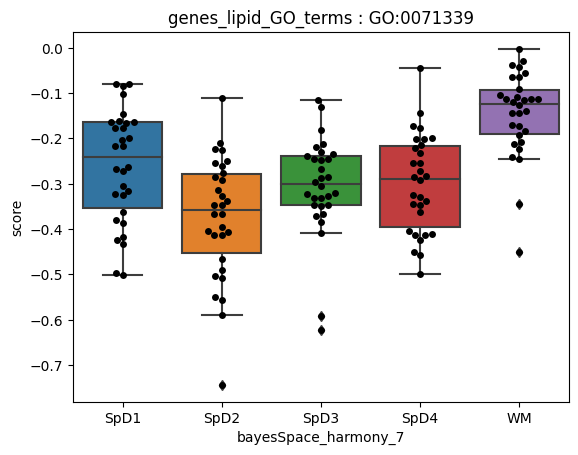 genes_lipid_GO_terms : GO:0071339
0.0
−0.1
−0.2
−0.3
−0.4
−0.5
−0.6
−0.7
score
SpD1 SpD2 SpD3 SpD4 WM
bayesSpace_harmony_7